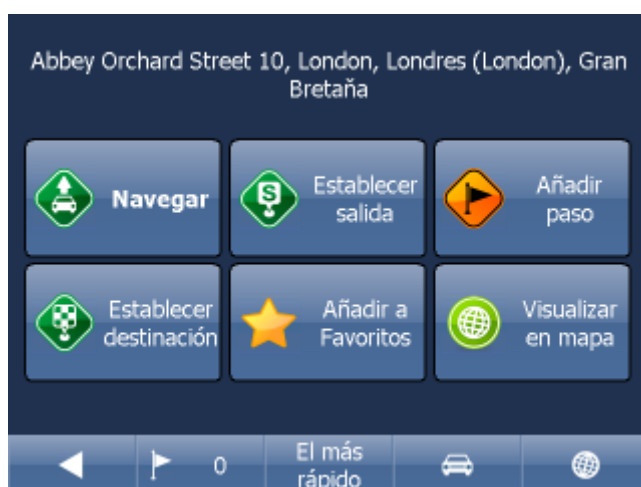 Abbey Orchard Street 10, London, Londres (London), Gran
Bretaña
Navegar
Establecer
salida
Añadir
paso
Establecer
destinación
Añadir a
Favoritos
Visualizar
en mapa
0
El más
rápido